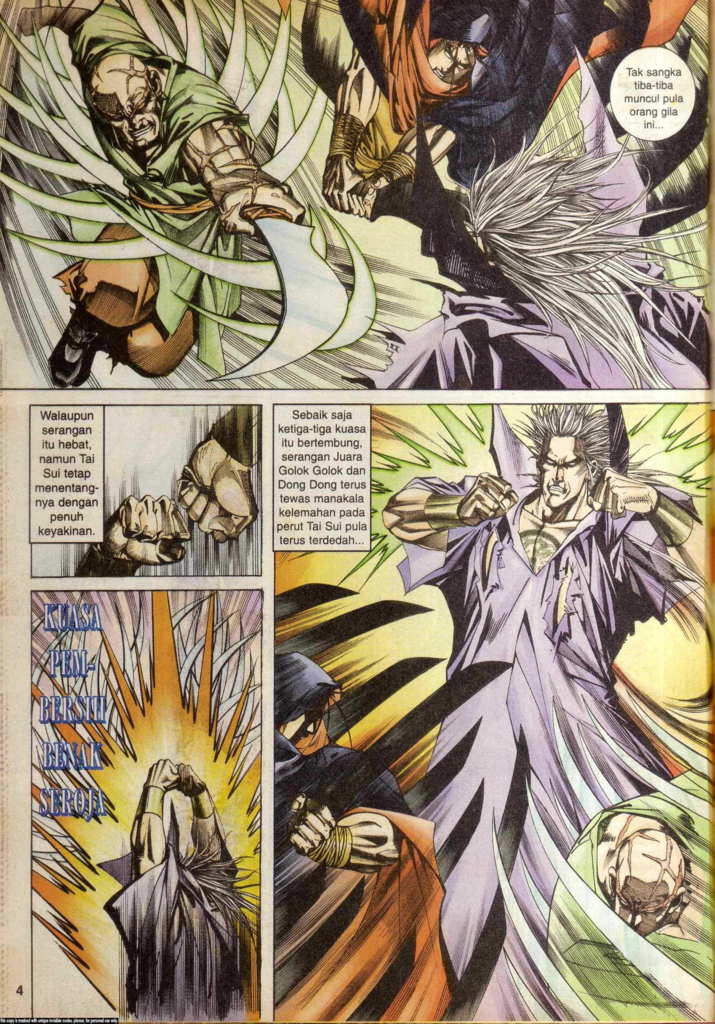 Tak sangka
tiba-tiba
muncul pula
orang gila
ini...
Walaupun
serangan
itu hebat,
namun Tai
Sui tetap
menentang-
nya dengan
penuh
keyakinan.
Sebaik saja
ketiga-tiga kuasa
itu bertembung,
serangan Juara
Golok Golok dan
Dong Dong terus
tewas manakala
kelemahan pada
perut Tai Sui pula
terus terdedah...
KUASA
PEM-
BERSIH
BENAK
SEROJA
4